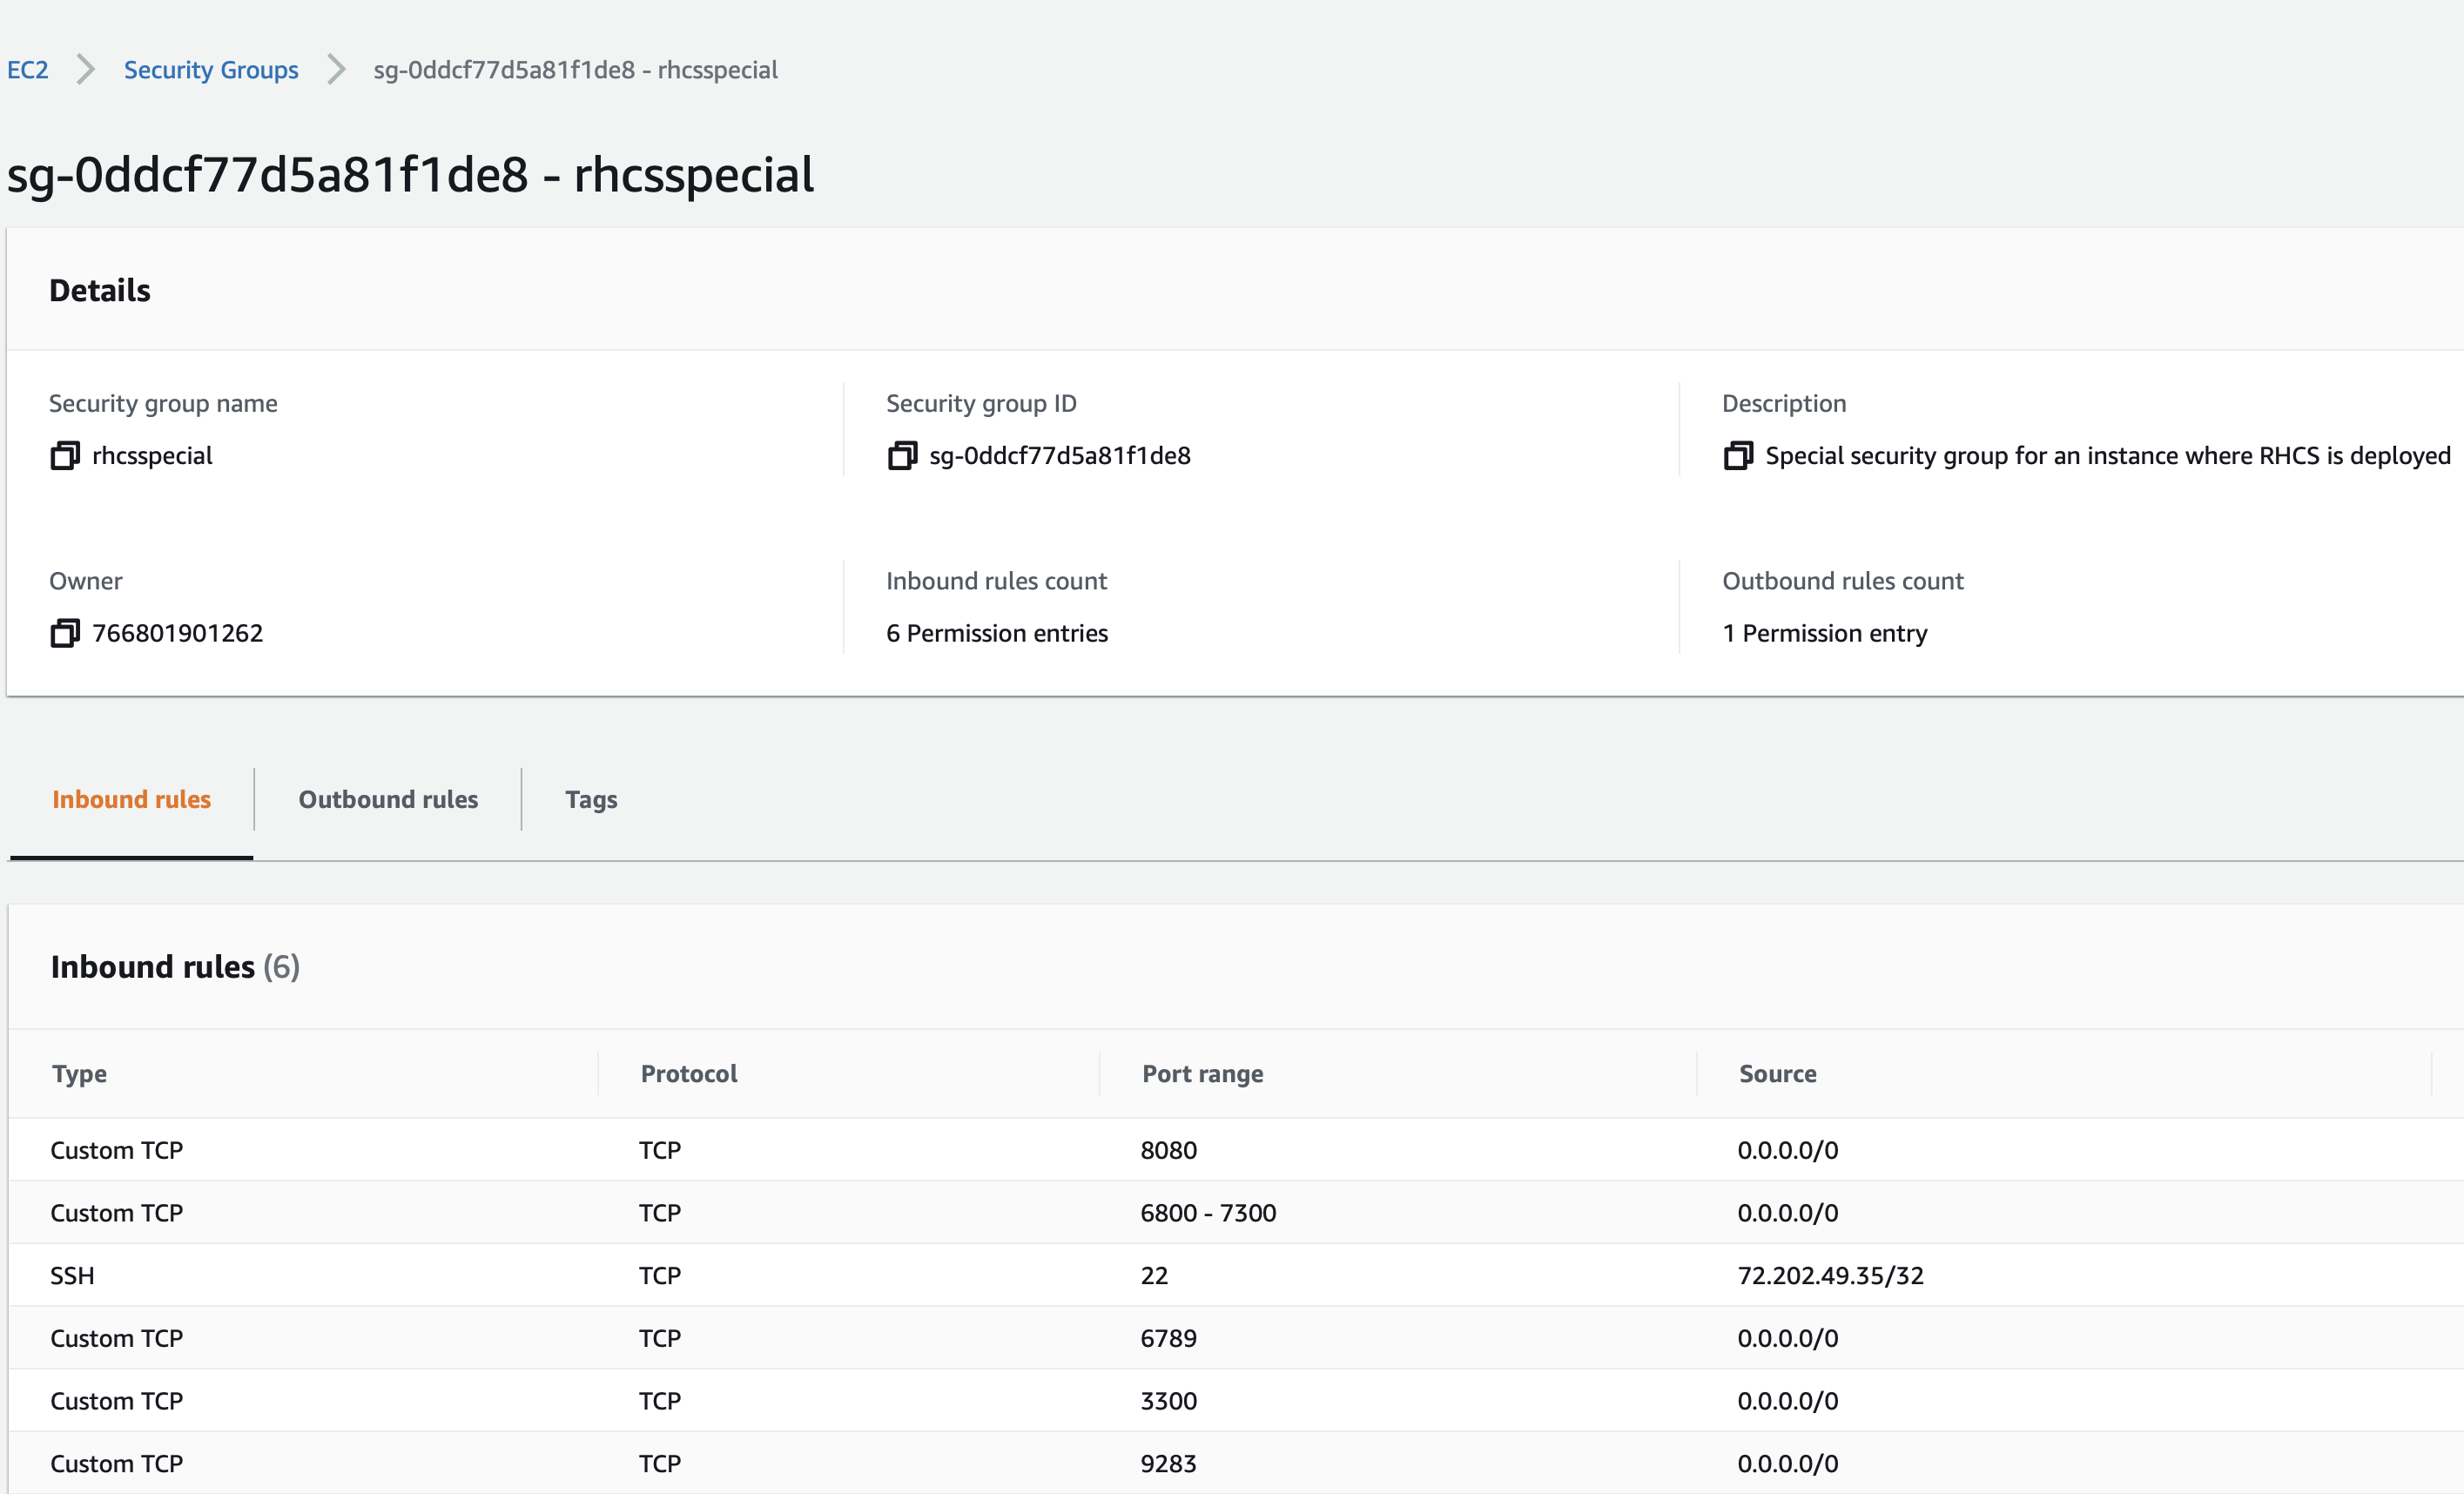 EC2 > Security Groups > sg-0ddcf77d5a81f1de8 - rhcsspecial
sg-0ddcf77d5a81f1de8 - rhcsspecial
Details
Security group name Security group ID Description
rhcsspecial sg-0ddcf77d5a81f1de8 Special security group for an instance where RHCS is deployed
Owner Inbound rules count Outbound rules count
766801901262 6 Permission entries 1 Permission entry
Inbound rules Outbound rules Tags
Inbound rules (6)
Type Protocol Port range Source
Custom TCP TCP 8080 0.0.0.0/0
Custom TCP TCP 6800 - 7300 0.0.0.0/0
SSH TCP 22 72.202.49.35/32
Custom TCP TCP 6789 0.0.0.0/0
Custom TCP TCP 3300 0.0.0.0/0
Custom TCP TCP 9283 0.0.0.0/0